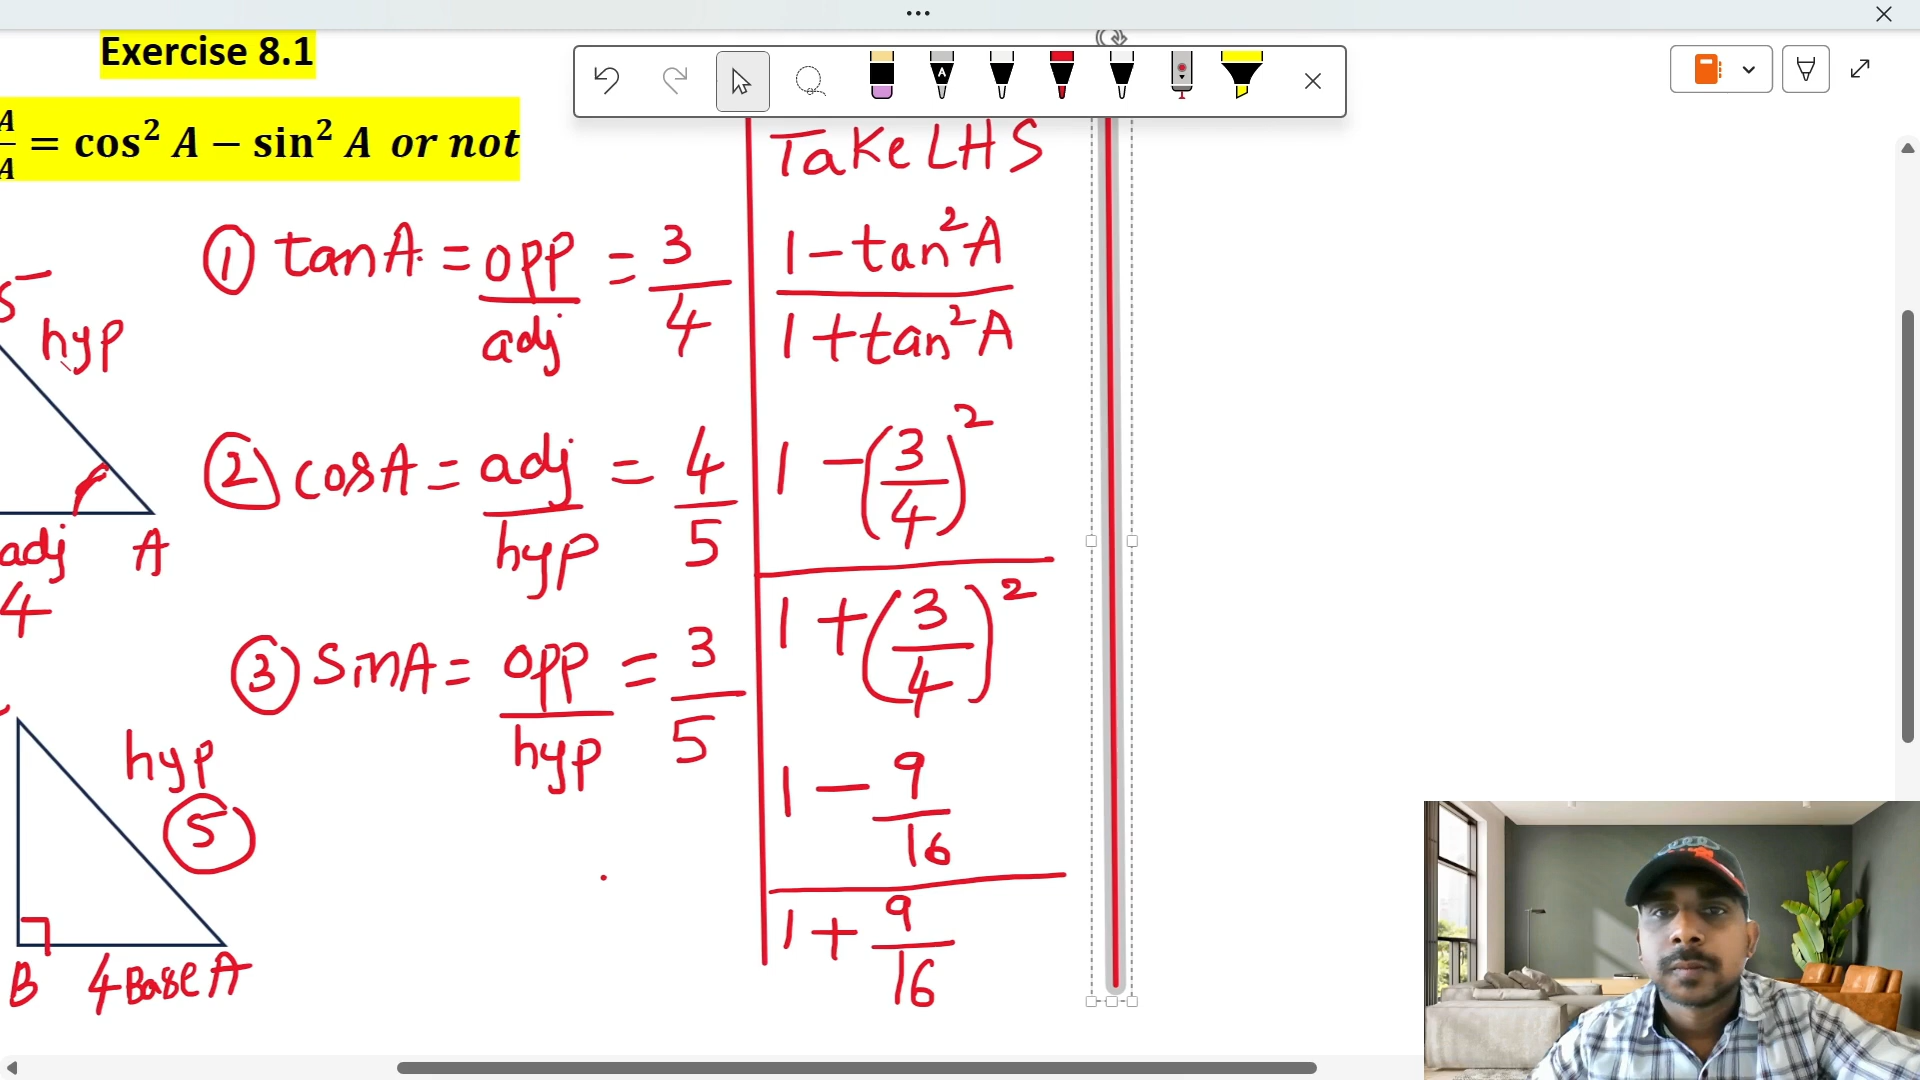 Exercise 8.1
A/A = cos² A − sin² A or not
5
hyp
adj A
4
① tanA = opp/adj = 3/4
② cosA = adj/hyp = 4/5
③ sinA = opp/hyp = 3/5
hyp
5
B 4 Base A
Take LHS
1 − tan²A
1 + tan²A
1 − (3/4)²
1 + (3/4)²
1 − 9/16
1 + 9/16